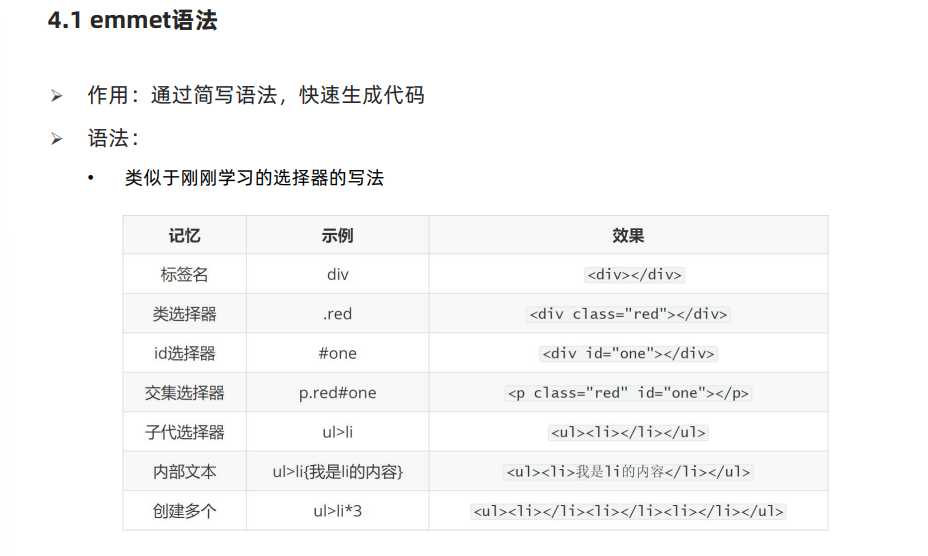 4.1 emmet语法
作用：通过简写语法，快速生成代码
语法：
类似于刚刚学习的选择器的写法
记忆 示例 效果
标签名 div <div></div>
类选择器 .red <div class="red"></div>
id选择器 #one <div id="one"></div>
交集选择器 p.red#one <p class="red" id="one"></p>
子代选择器 ul>li <ul><li></li></ul>
内部文本 ul>li{我是li的内容} <ul><li>我是li的内容</li></ul>
创建多个 ul>li*3 <ul><li></li><li></li><li></li></ul>